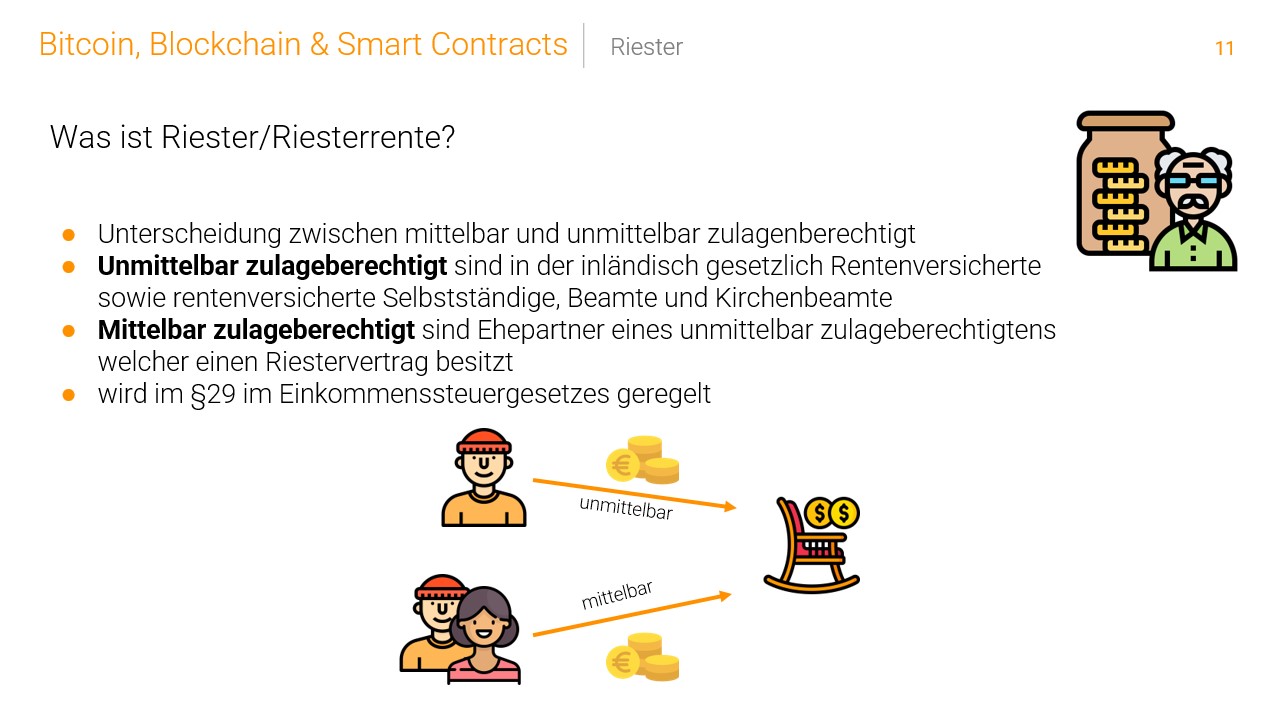 Bitcoin, Blockchain & Smart Contracts
Riester
11
Was ist Riester/Riesterrente?
● Unterscheidung zwischen mittelbar und unmittelbar zulagenberechtigt
● Unmittelbar zulageberechtigt sind in der inländisch gesetzlich Rentenversicherte
sowie rentenversicherte Selbstständige, Beamte und Kirchenbeamte
● Mittelbar zulageberechtigt sind Ehepartner eines unmittelbar zulageberechtigtens
welcher einen Riestervertrag besitzt
● wird im §29 im Einkommenssteuergesetzes geregelt
€
unmittelbar
$ $
mittelbar
€